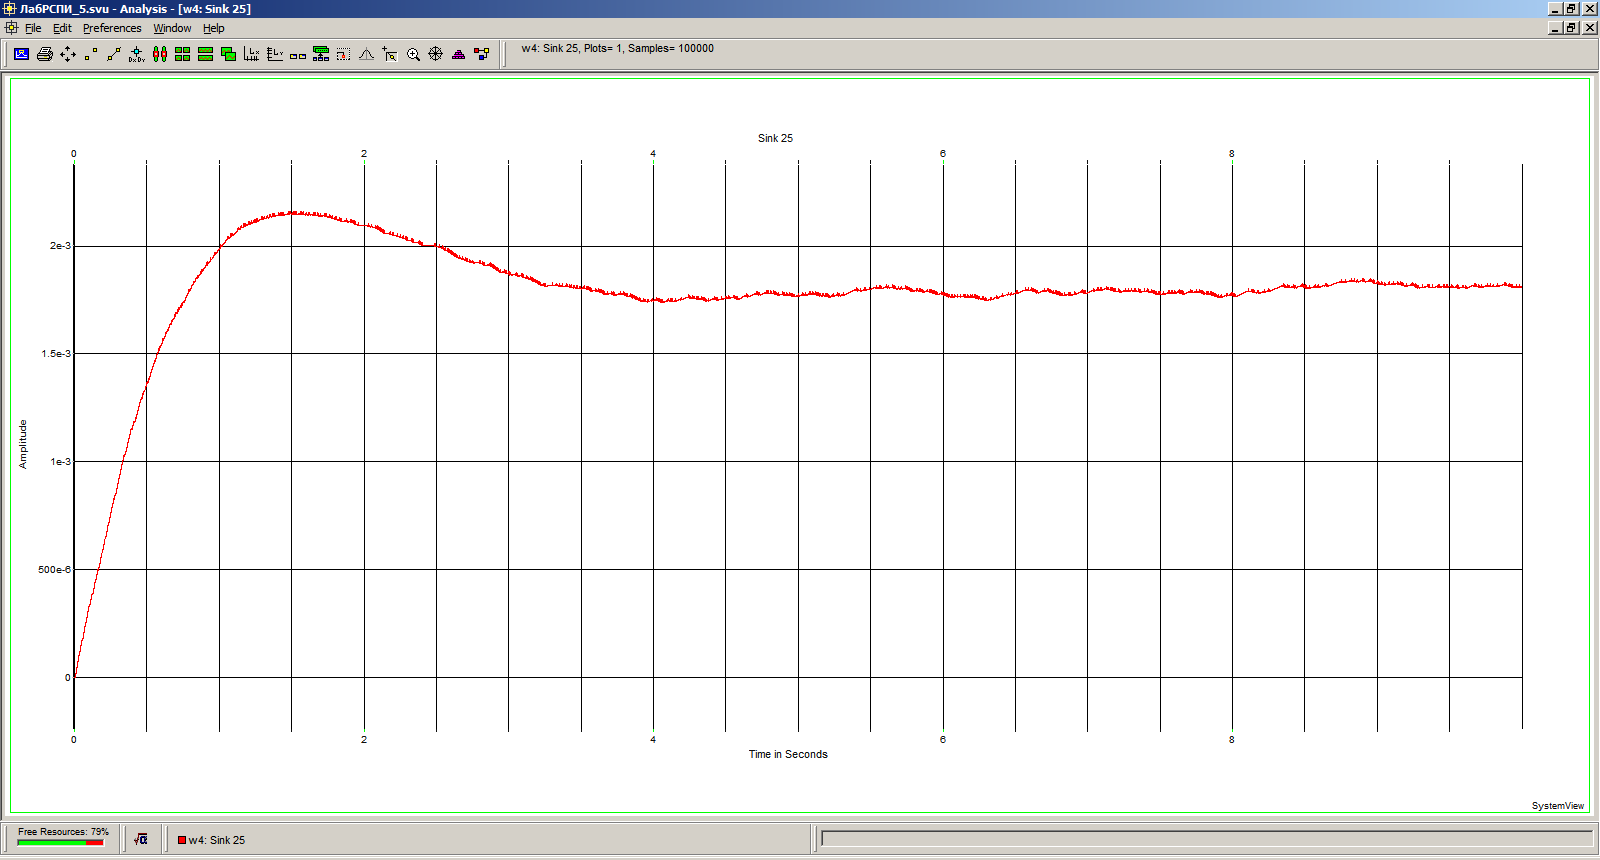 ЛабРСПИ_5.svu - Analysis - [w4: Sink 25]
File Edit Preferences Window Help
w4: Sink 25, Plots= 1, Samples= 100000
Sink 25
0 2 4 6 8
2e-3
1.5e-3
1e-3
500e-6
0
Amplitude
0 2 4 6 8
Time in Seconds
SystemView
Free Resources: 79%
w4: Sink 25